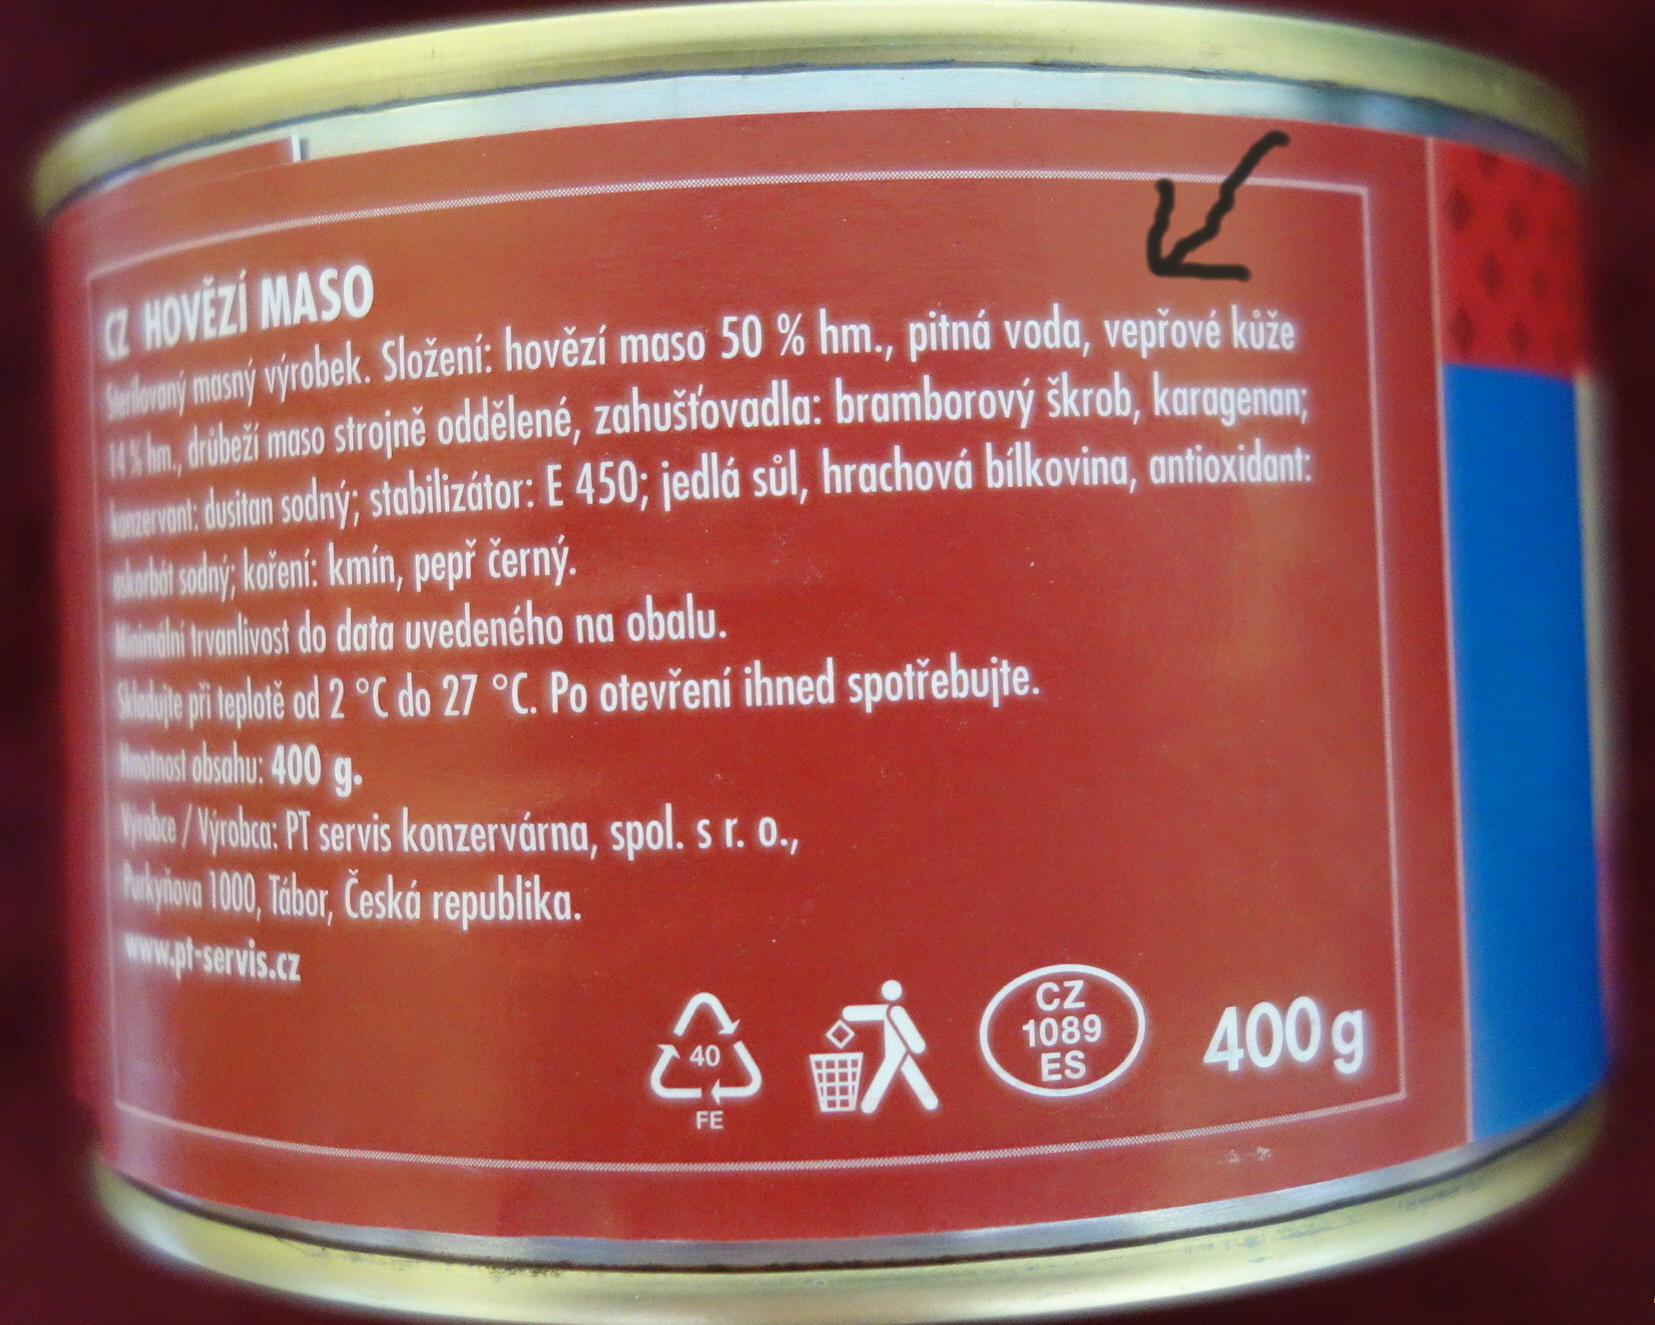 CZ HOVĚZÍ MASO
Sterilovaný masný výrobek. Složení: hovězí maso 50 % hm., pitná voda, vepřové kůže
14 % hm., drůbeží maso strojně oddělené, zahušťovadla: bramborový škrob, karagenan;
konzervant: dusitan sodný; stabilizátor: E 450; jedlá sůl, hrachová bílkovina, antioxidant:
askorbát sodný; koření: kmín, pepř černý.
Minimální trvanlivost do data uvedeného na obalu.
Skladujte při teplotě od 2 °C do 27 °C. Po otevření ihned spotřebujte.
Hmotnost obsahu: 400 g.
Výrobce / Výrobca: PT servis konzervárna, spol. s r. o.,
Purkyňova 1000, Tábor, Česká republika.
www.pt-servis.cz
40
FE
CZ
1089
ES
400g